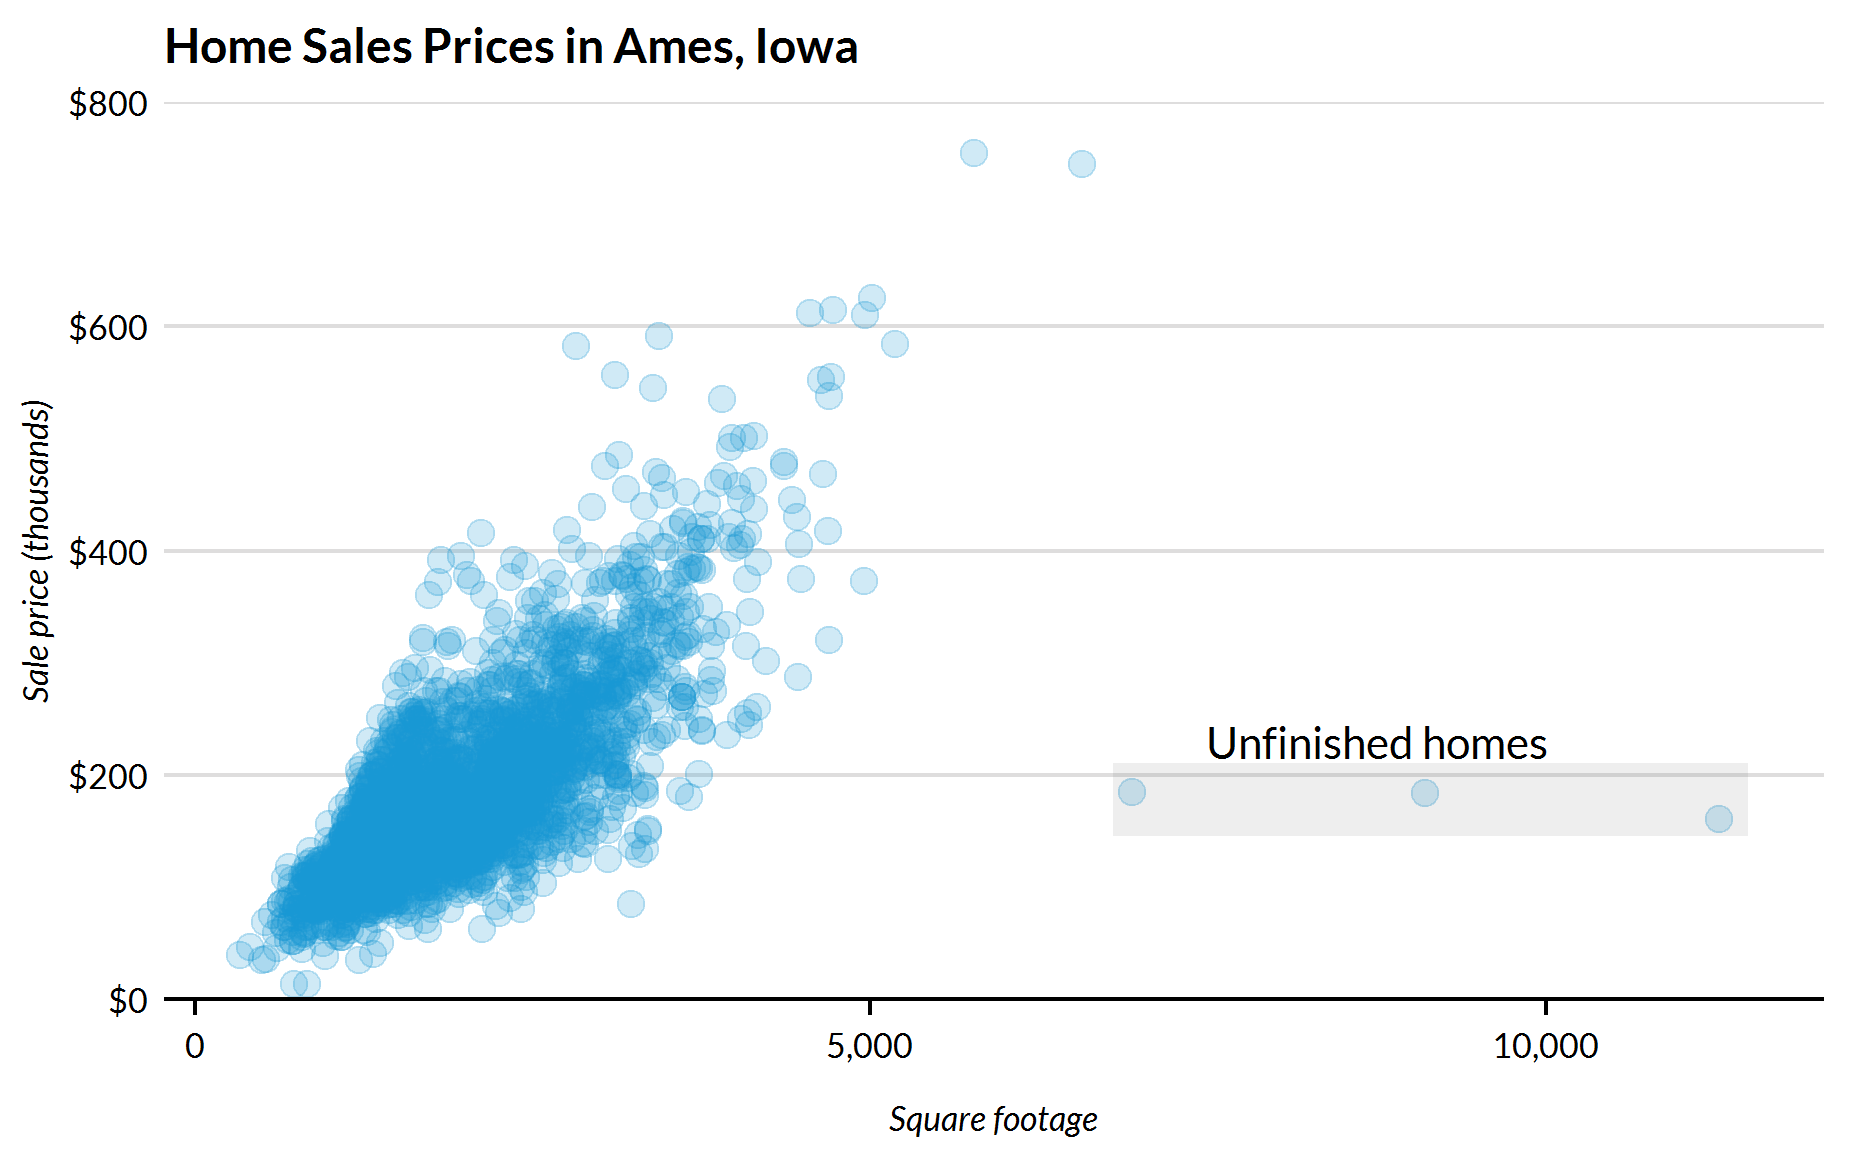 Home Sales Prices in Ames, Iowa
$800
$600
$400
$200
$0
Sale price (thousands)
Unfinished homes
0
5,000
10,000
Square footage